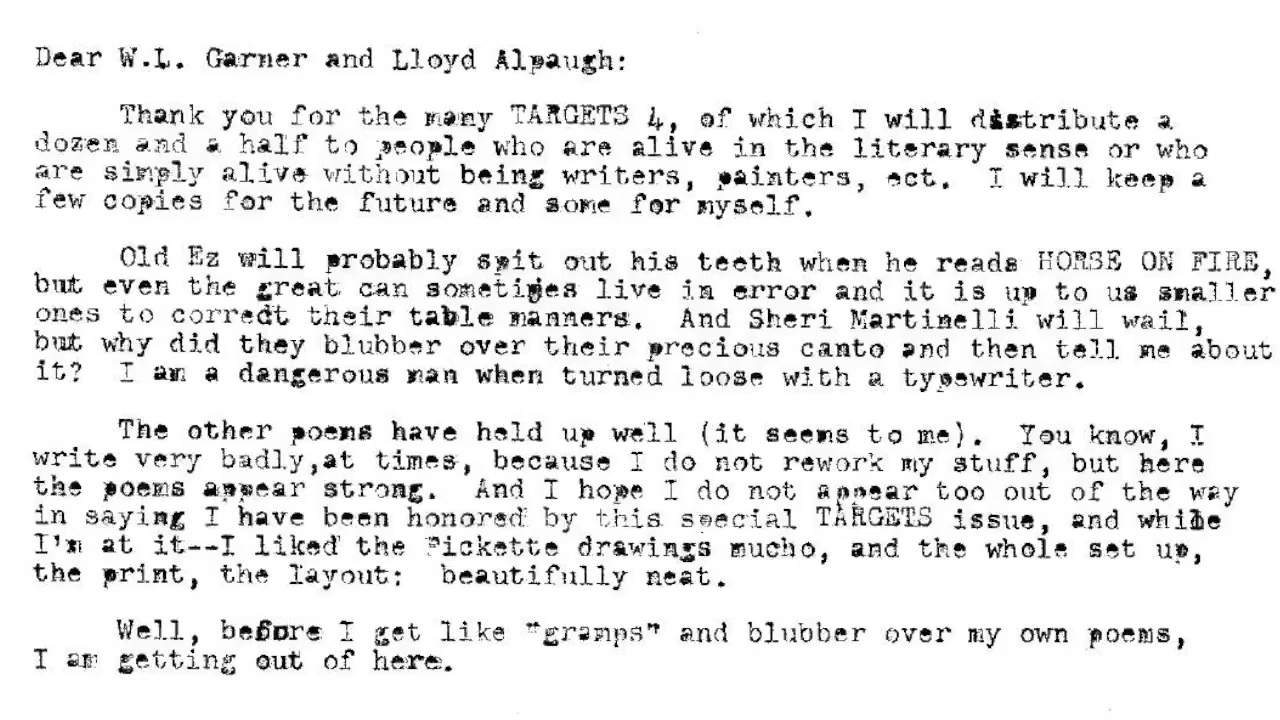 Dear W.L. Garner and Lloyd Alpaugh:
Thank you for the many TARGETS 4, of which I will distribute a
dozen and a half to people who are alive in the literary sense or who
are simply alive without being writers, painters, ect. I will keep a
few copies for the future and some for myself.
Old Ez will probably spit out his teeth when he reads HORSE ON FIRE,
but even the great can sometimes live in error and it is up to us smaller
ones to correct their table manners. And Sheri Martinelli will wail,
but why did they blubber over their precious canto and then tell me about
it? I am a dangerous man when turned loose with a typewriter.
The other poems have held up well (it seems to me). You know, I
write very badly,at times, because I do not rework my stuff, but here
the poems appear strong. And I hope I do not appear too out of the way
in saying I have been honored by this special TARGETS issue, and while
I'm at it--I liked the Pickette drawings mucho, and the whole set up,
the print, the layout: beautifully neat.
Well, before I get like "gramps" and blubber over my own poems,
I am getting out of here.